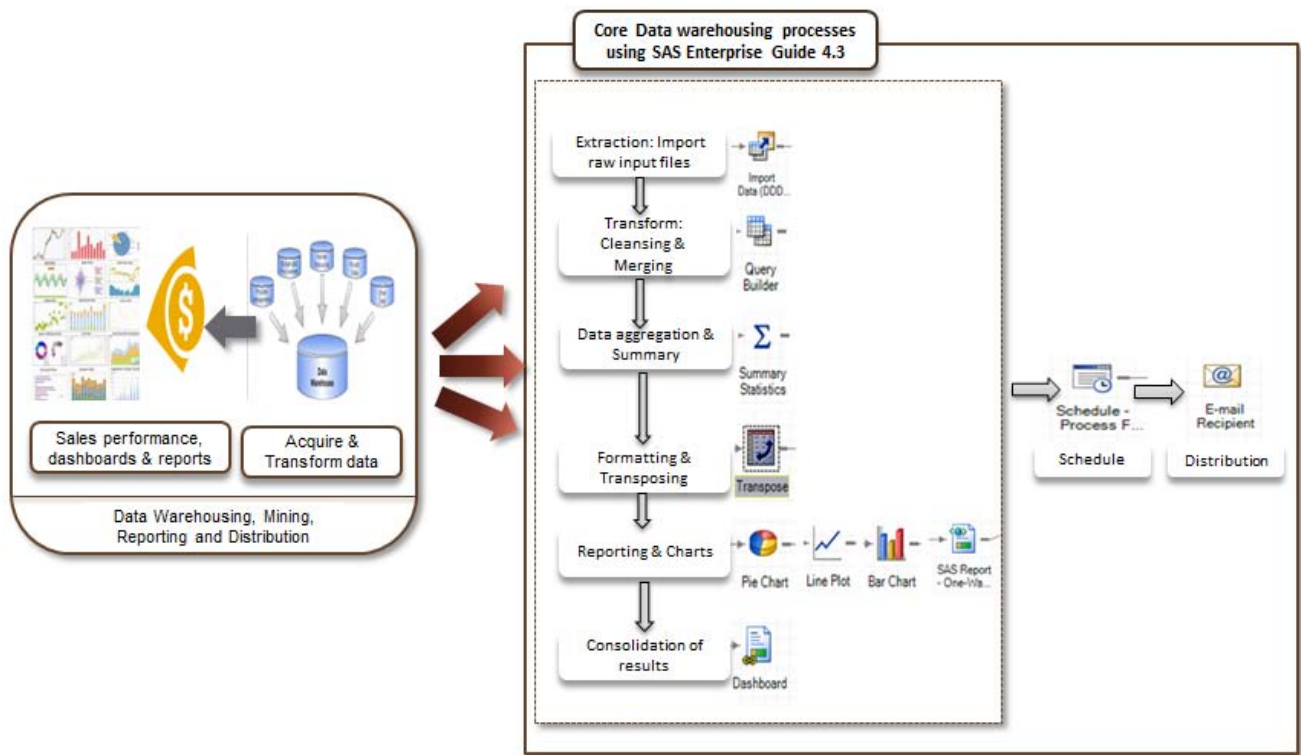 Core Data warehousing processes
using SAS Enterprise Guide 4.3
Extraction: Import
raw input files
Import
Data (DDD...
Transform:
Cleansing &
Merging
Query
Builder
Data aggregation &
Summary
Summary
Statistics
Formatting &
Transposing
Transpose
Reporting & Charts
Pie Chart
Line Plot
Bar Chart
SAS Report
- One-Wa...
Consolidation of
results
Dashboard
Schedule -
Process F...
Schedule
E-mail
Recipient
Distribution
Data
Warehouse
Sales performance,
dashboards & reports
Acquire &
Transform data
Data Warehousing, Mining,
Reporting and Distribution